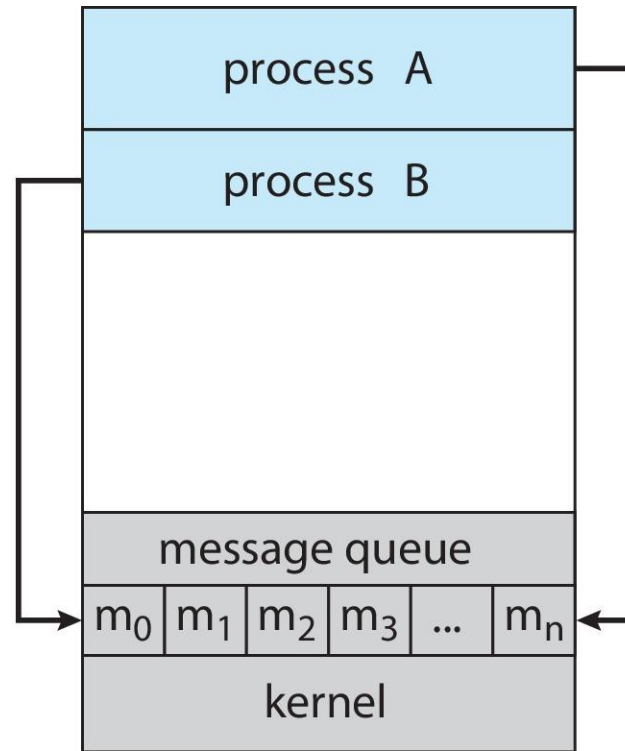 process A
process B
message queue
m₀ m₁ m₂ m₃ ... mₙ
kernel